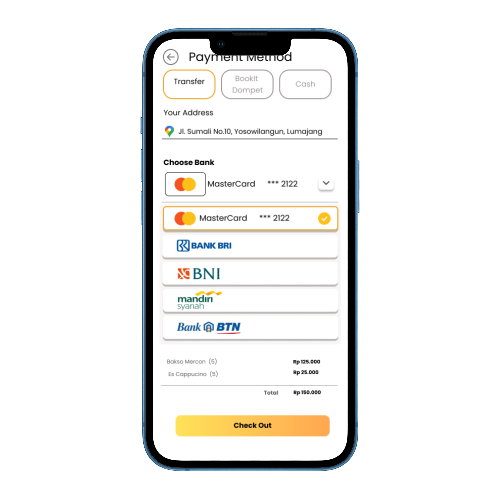 Payment Method
Transfer
BookIt
Dompet
Cash
Your Address
Jl. Sumali No.10, Yosowilangun, Lumajang
Choose Bank
MasterCard *** 2122
MasterCard *** 2122
BANK BRI
BNI
mandiri
syariah
Bank BTN
Bakso Mercon (5) Rp 125.000
Es Cappucino (5) Rp 25.000
Total Rp 150.000
Check Out